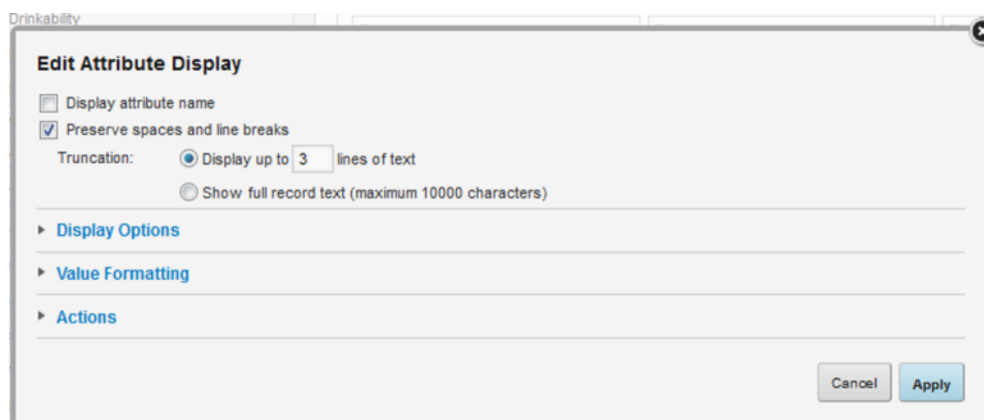 Drinkability
Edit Attribute Display
Display attribute name
Preserve spaces and line breaks
Truncation: Display up to 3 lines of text
Show full record text (maximum 10000 characters)
Display Options
Value Formatting
Actions
Cancel Apply